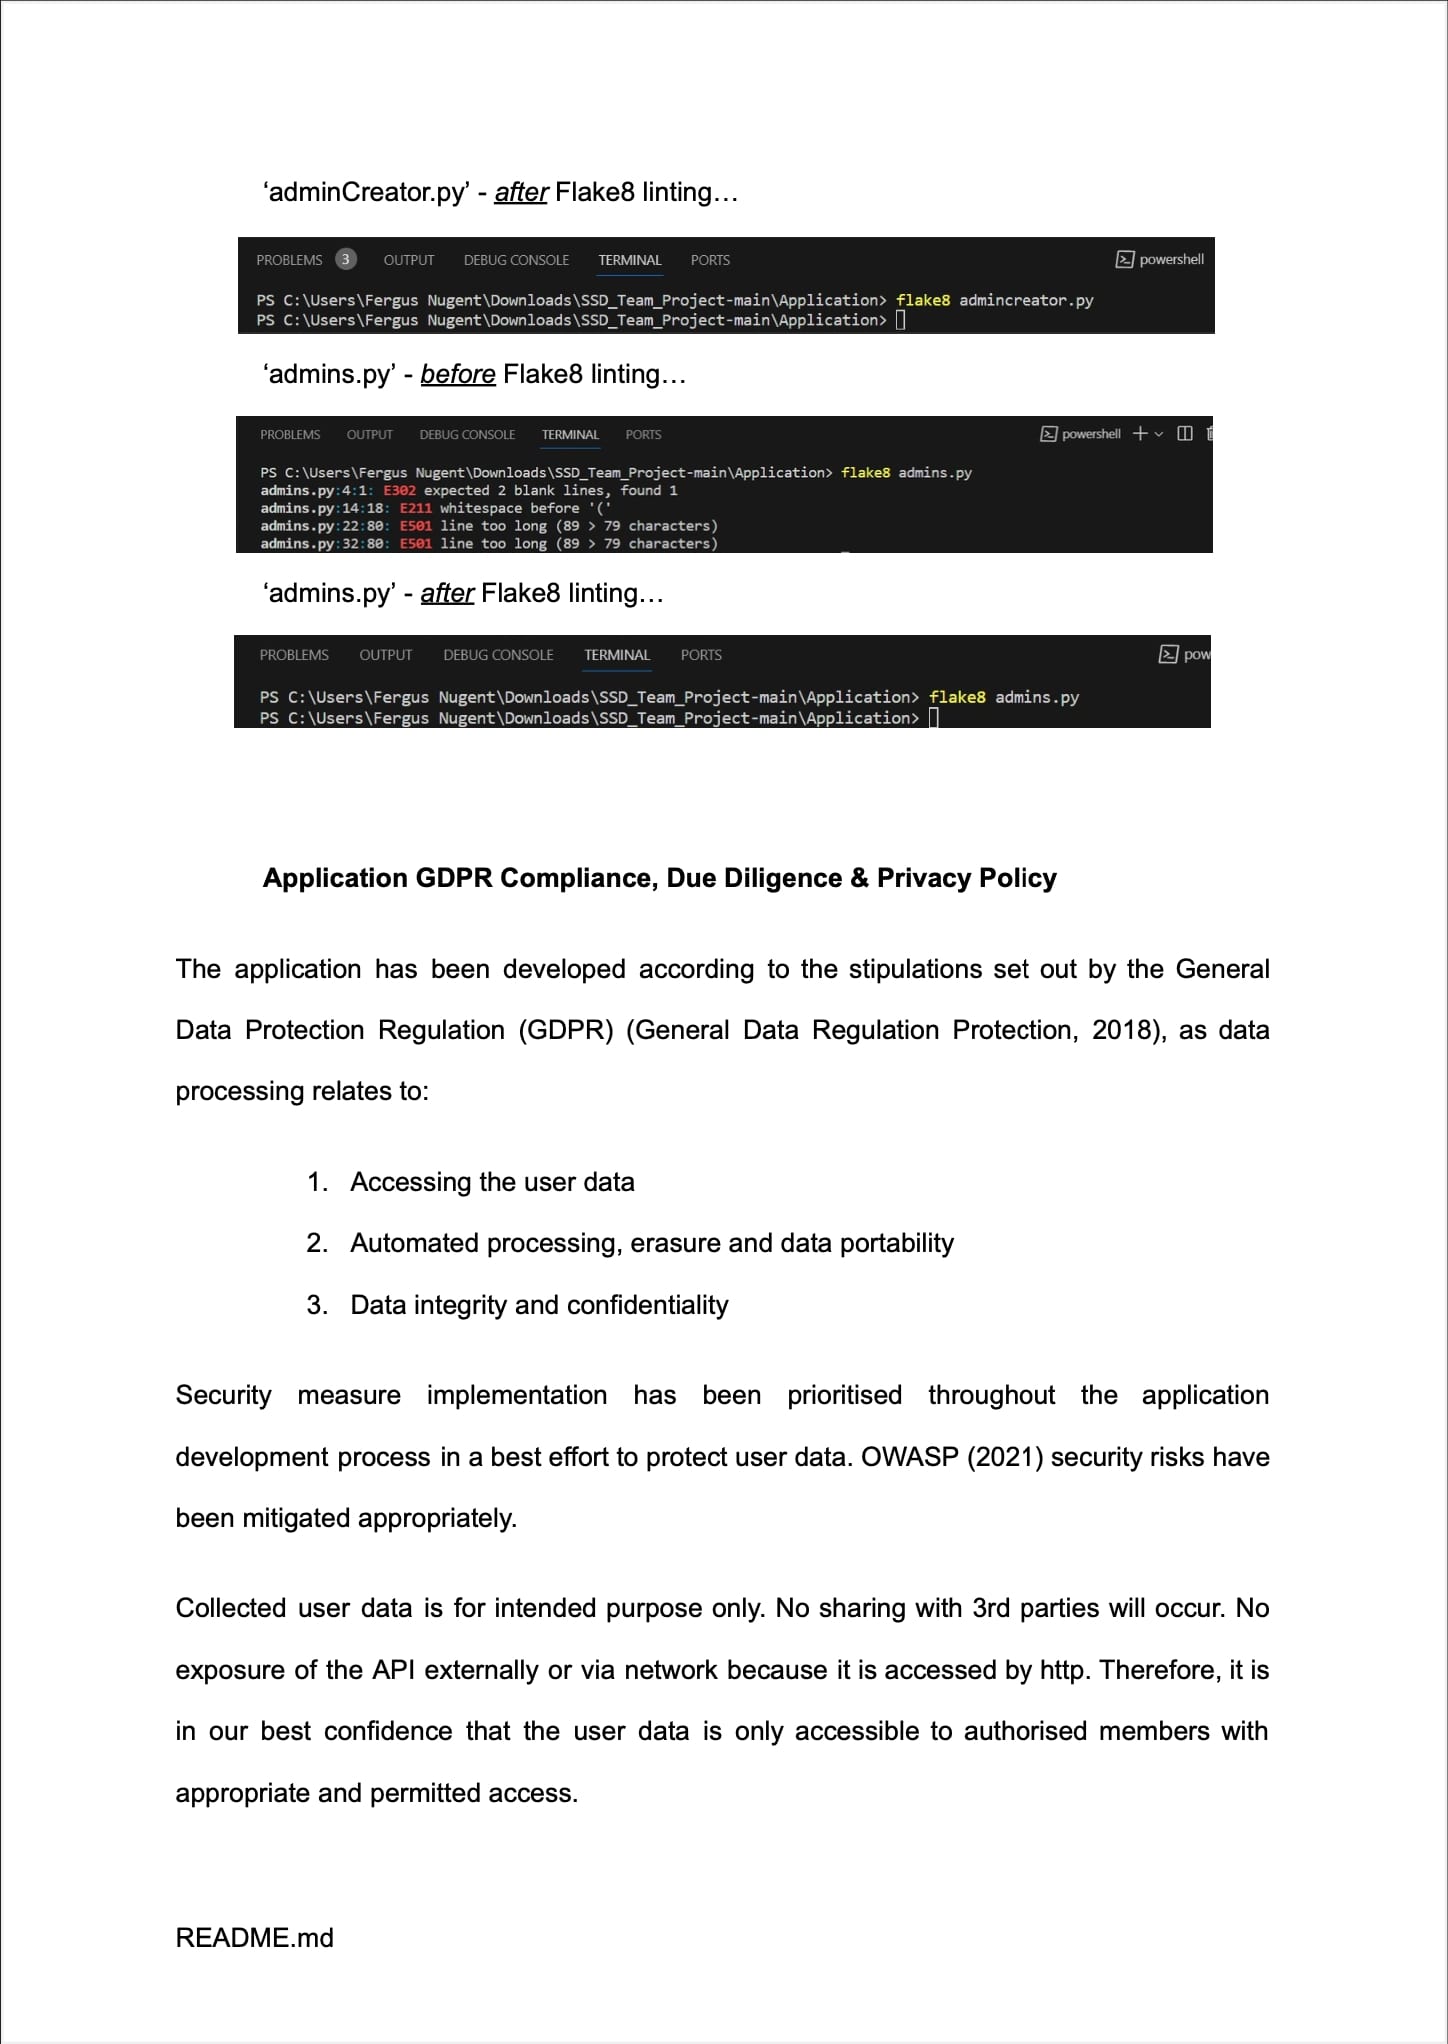 ‘adminCreator.py’ - after Flake8 linting…
PROBLEMS 3 OUTPUT DEBUG CONSOLE TERMINAL PORTS powershell
PS C:\Users\Fergus Nugent\Downloads\SSD_Team_Project-main\Application> flake8 admincreator.py
PS C:\Users\Fergus Nugent\Downloads\SSD_Team_Project-main\Application>
‘admins.py’ - before Flake8 linting…
PROBLEMS OUTPUT DEBUG CONSOLE TERMINAL PORTS powershell
PS C:\Users\Fergus Nugent\Downloads\SSD_Team_Project-main\Application> flake8 admins.py
admins.py:4:1: E302 expected 2 blank lines, found 1
admins.py:14:18: E211 whitespace before '('
admins.py:22:80: E501 line too long (89 > 79 characters)
admins.py:32:80: E501 line too long (89 > 79 characters)
‘admins.py’ - after Flake8 linting…
PROBLEMS OUTPUT DEBUG CONSOLE TERMINAL PORTS pow
PS C:\Users\Fergus Nugent\Downloads\SSD_Team_Project-main\Application> flake8 admins.py
PS C:\Users\Fergus Nugent\Downloads\SSD_Team_Project-main\Application>
Application GDPR Compliance, Due Diligence & Privacy Policy
The application has been developed according to the stipulations set out by the General
Data Protection Regulation (GDPR) (General Data Regulation Protection, 2018), as data
processing relates to:
1. Accessing the user data
2. Automated processing, erasure and data portability
3. Data integrity and confidentiality
Security measure implementation has been prioritised throughout the application
development process in a best effort to protect user data. OWASP (2021) security risks have
been mitigated appropriately.
Collected user data is for intended purpose only. No sharing with 3rd parties will occur. No
exposure of the API externally or via network because it is accessed by http. Therefore, it is
in our best confidence that the user data is only accessible to authorised members with
appropriate and permitted access.
README.md